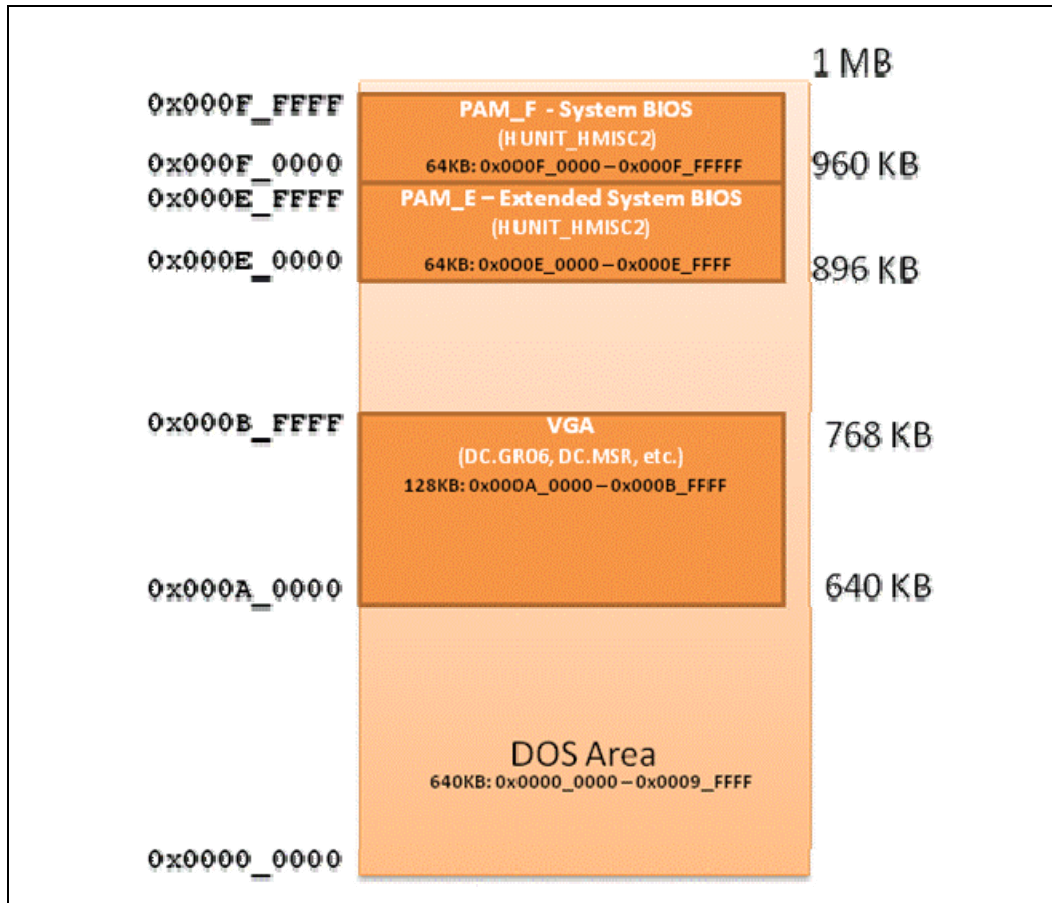 1 MB
0x000F_FFFF
PAM_F - System BIOS
(HUNIT_HMISC2)
64KB: 0x000F_0000 – 0x000F_FFFFF
0x000F_0000
960 KB
0x000E_FFFF
PAM_E – Extended System BIOS
(HUNIT_HMISC2)
64KB: 0x000E_0000 – 0x000E_FFFF
0x000E_0000
896 KB
0x000B_FFFF
VGA
768 KB
(DC.GR06, DC.MSR, etc.)
128KB: 0x000A_0000 – 0x000B_FFFF
0x000A_0000
640 KB
DOS Area
640KB: 0x0000_0000 – 0x0009_FFFF
0x0000_0000